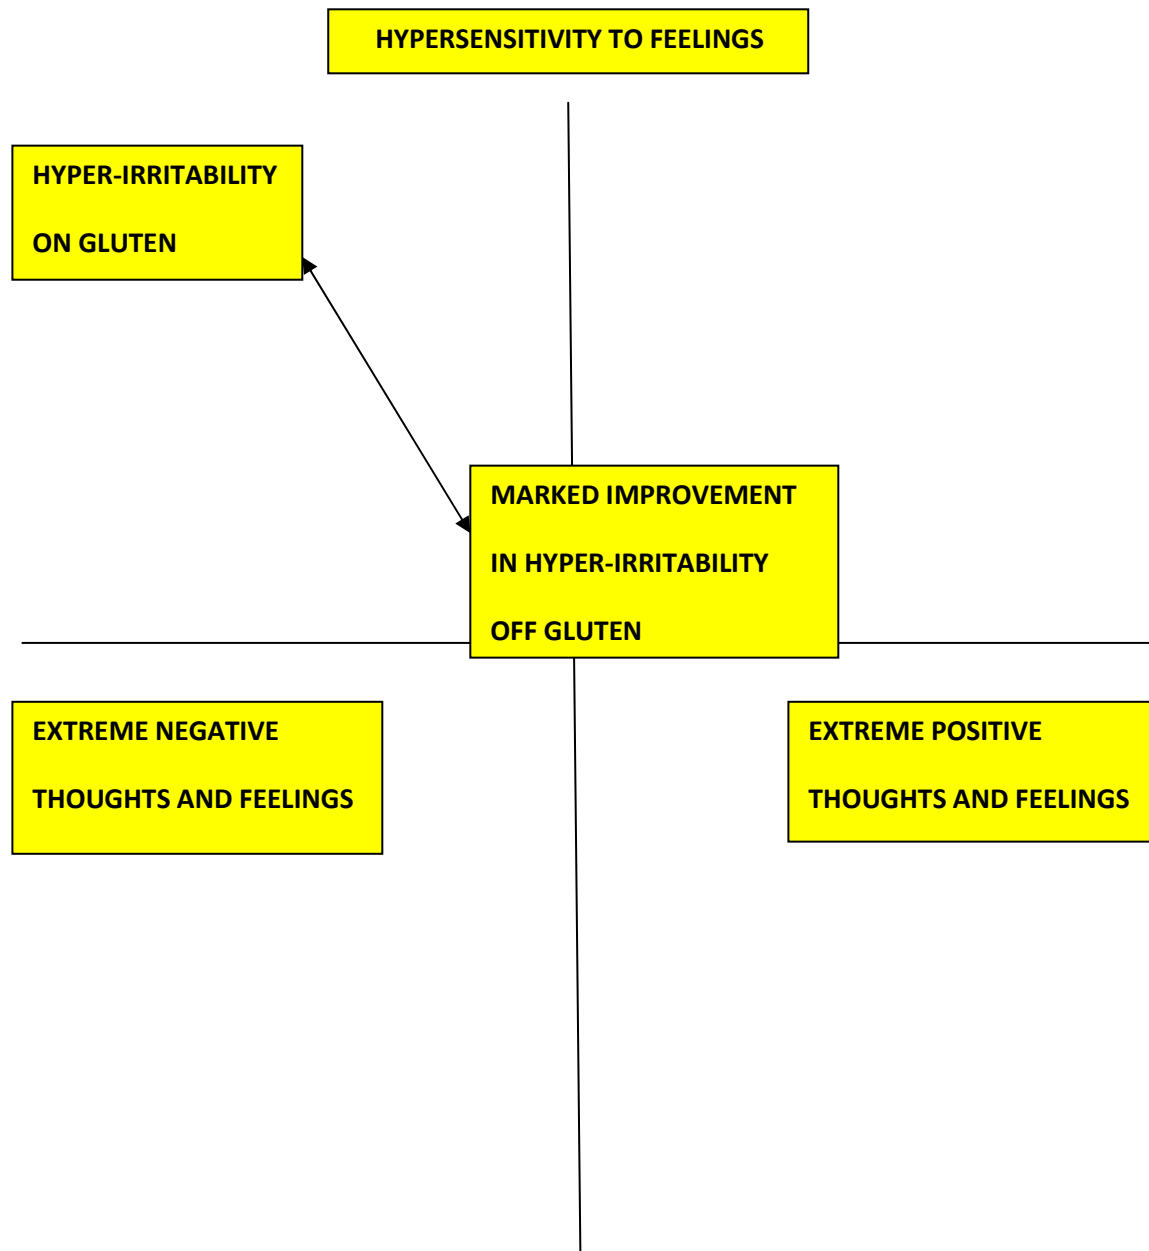 HYPERSENSITIVITY TO FEELINGS
HYPER-IRRITABILITY
ON GLUTEN
MARKED IMPROVEMENT
IN HYPER-IRRITABILITY
OFF GLUTEN
EXTREME NEGATIVE
THOUGHTS AND FEELINGS
EXTREME POSITIVE
THOUGHTS AND FEELINGS